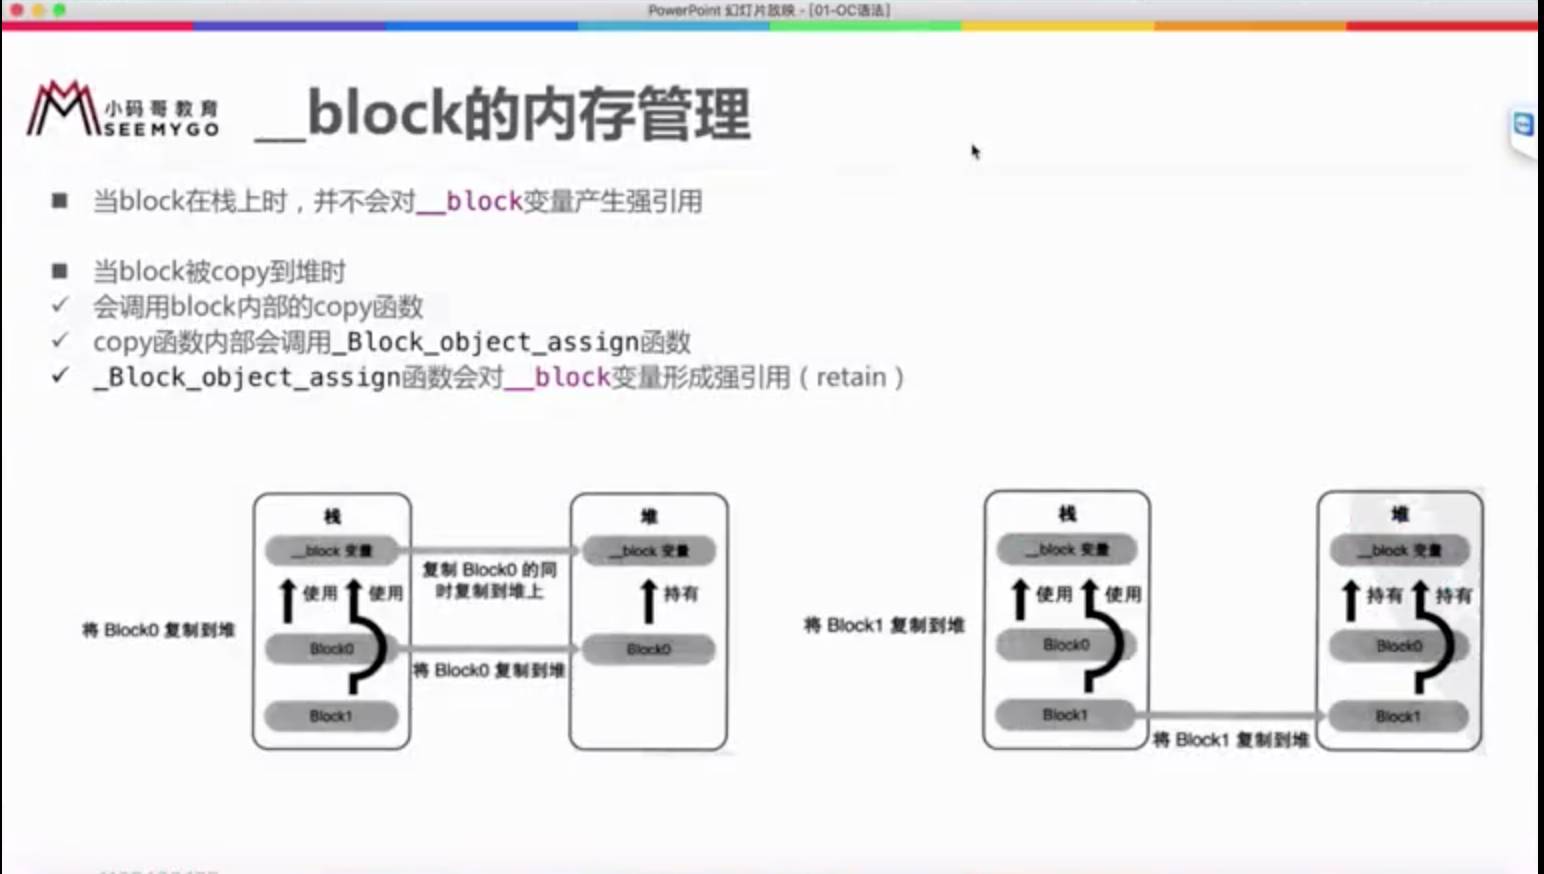 PowerPoint 幻灯片放映 - [01-OC语法]
小码哥教育
SEEMYGO
__block的内存管理
当block在栈上时，并不会对__block变量产生强引用
当block被copy到堆时
会调用block内部的copy函数
copy函数内部会调用_Block_object_assign函数
_Block_object_assign函数会对__block变量形成强引用（retain）
将 Block0 复制到堆
栈
__block 变量
使用
使用
Block0
Block1
复制 Block0 的同
时复制到堆上
将 Block0 复制到堆
堆
__block 变量
持有
Block0
将 Block1 复制到堆
栈
__block 变量
使用
使用
Block0
Block1
将 Block1 复制到堆
堆
__block 变量
持有
持有
Block0
Block1